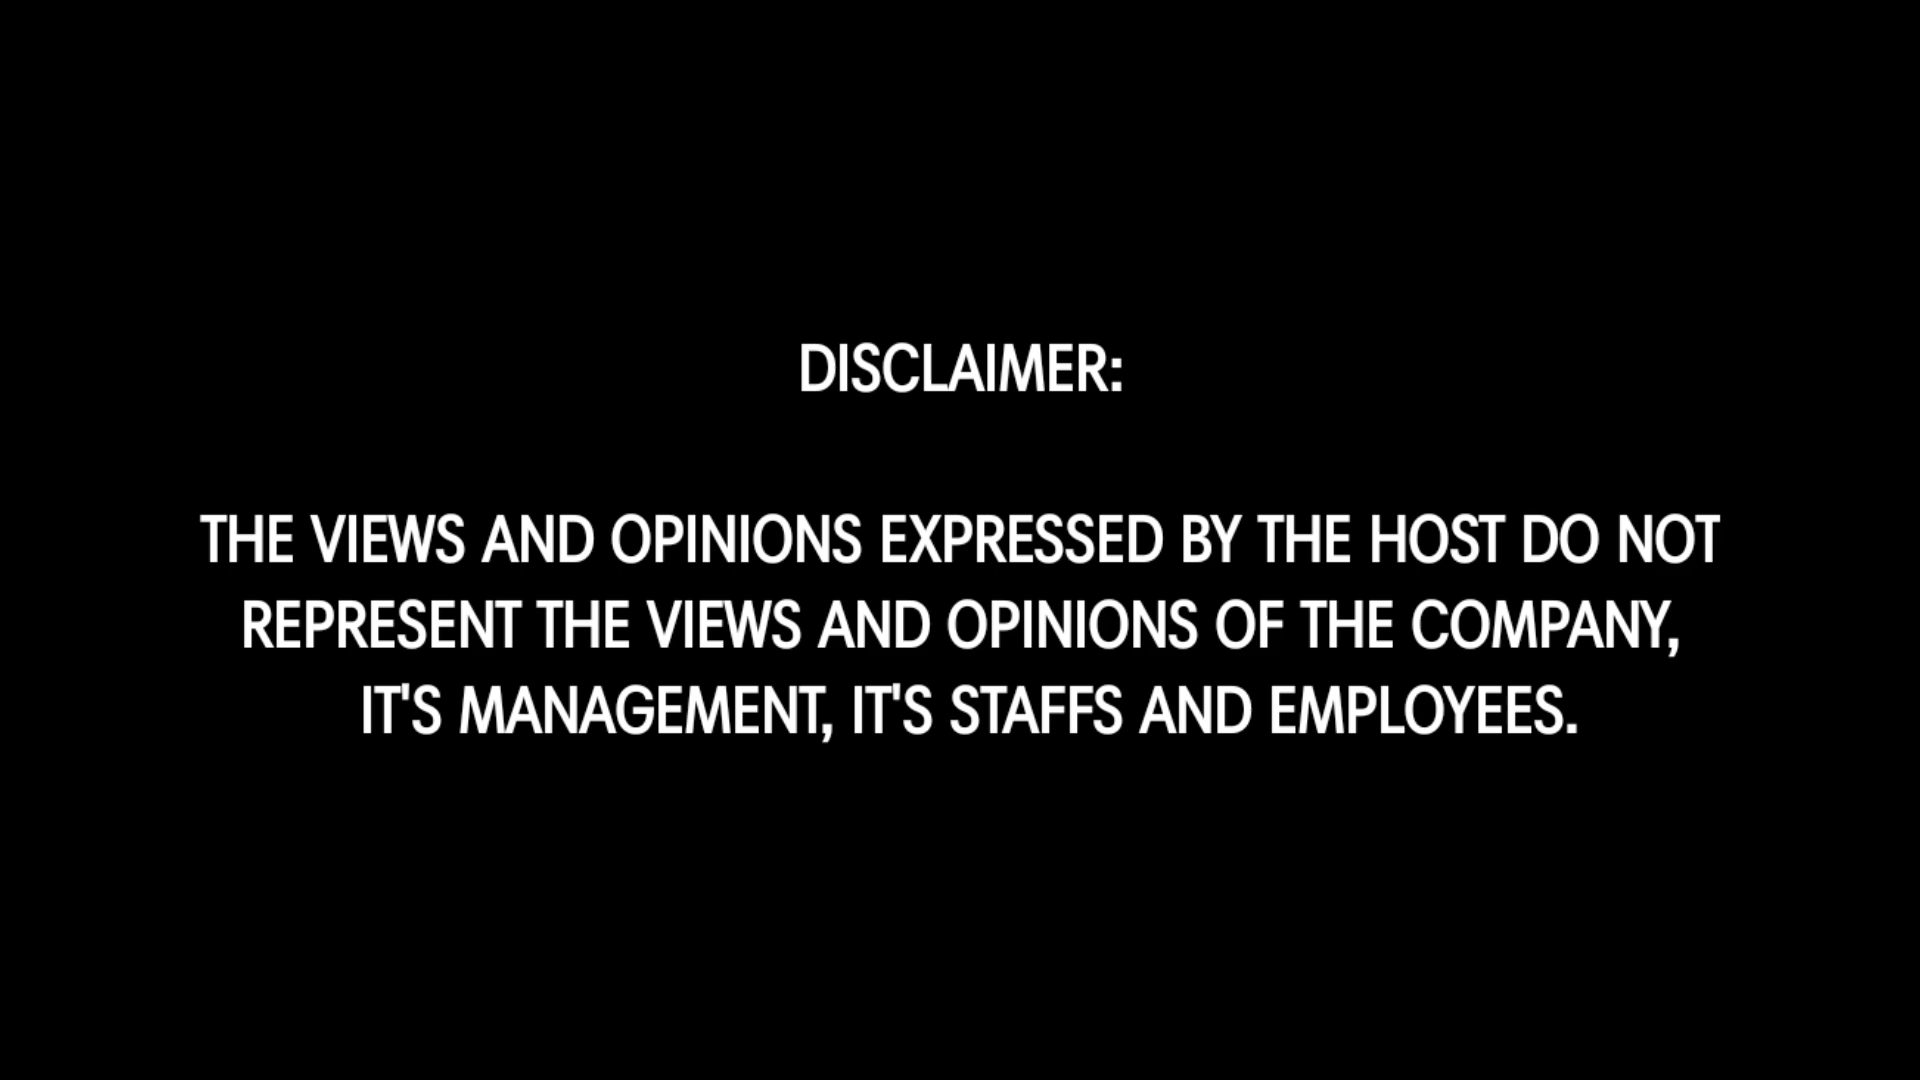 DISCLAIMER:
THE VIEWS AND OPINIONS EXPRESSED BY THE HOST DO NOT
REPRESENT THE VIEWS AND OPINIONS OF THE COMPANY,
IT'S MANAGEMENT, IT'S STAFFS AND EMPLOYEES.